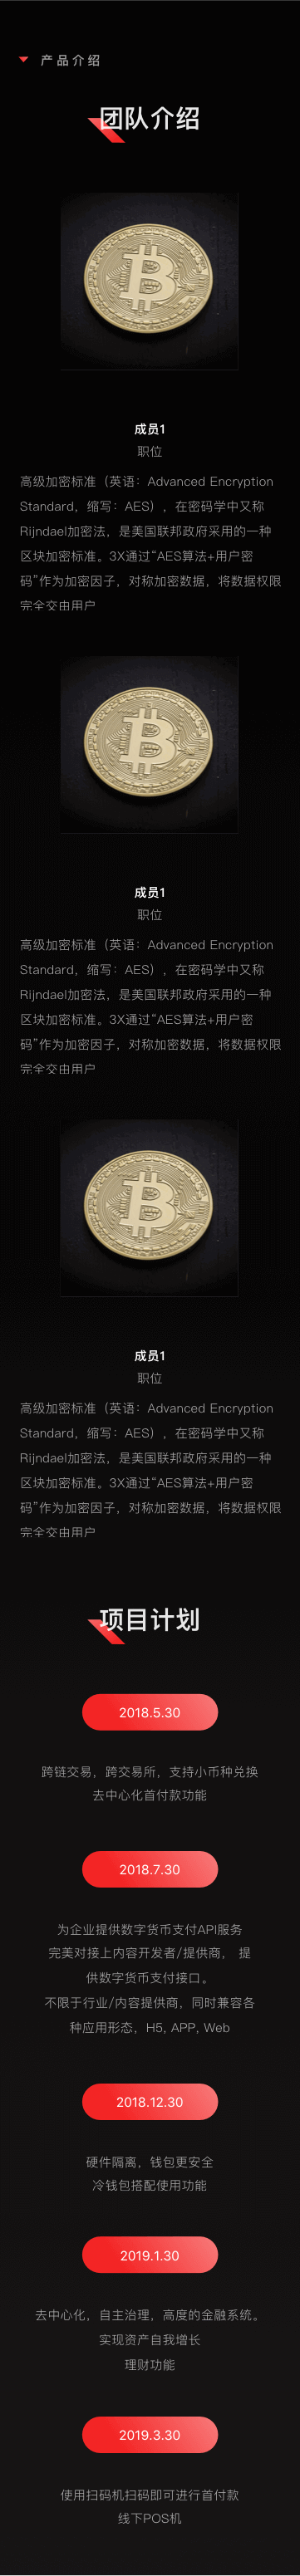 产品介绍
团队介绍
成员1
职位
高级加密标准（英语：Advanced Encryption
Standard，缩写：AES），在密码学中又称
Rijndael加密法，是美国联邦政府采用的一种
区块加密标准。3X通过“AES算法+用户密
码”作为加密因子，对称加密数据，将数据权限
完全交由用户
成员1
职位
高级加密标准（英语：Advanced Encryption
Standard，缩写：AES），在密码学中又称
Rijndael加密法，是美国联邦政府采用的一种
区块加密标准。3X通过“AES算法+用户密
码”作为加密因子，对称加密数据，将数据权限
完全交由用户
成员1
职位
高级加密标准（英语：Advanced Encryption
Standard，缩写：AES），在密码学中又称
Rijndael加密法，是美国联邦政府采用的一种
区块加密标准。3X通过“AES算法+用户密
码”作为加密因子，对称加密数据，将数据权限
完全交由用户
项目计划
2018.5.30
跨链交易，跨交易所，支持小币种兑换
去中心化首付款功能
2018.7.30
为企业提供数字货币支付API服务
完美对接上内容开发者/提供商， 提
供数字货币支付接口。
不限于行业/内容提供商，同时兼容各
种应用形态，H5, APP, Web
2018.12.30
硬件隔离，钱包更安全
冷钱包搭配使用功能
2019.1.30
去中心化，自主治理，高度的金融系统。
实现资产自我增长
理财功能
2019.3.30
使用扫码机扫码即可进行首付款
线下POS机